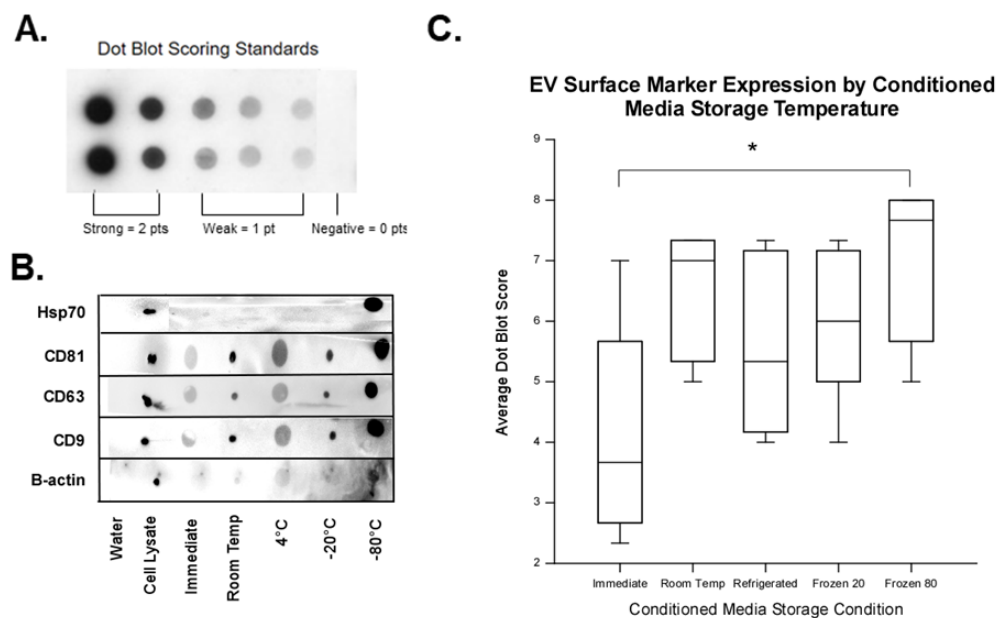 A.
Dot Blot Scoring Standards
Strong = 2 pts
Weak = 1 pt
Negative = 0 pts
B.
Hsp70
CD81
CD63
CD9
B-actin
Water
Cell Lysate
Immediate
Room Temp
4°C
-20°C
-80°C
C.
EV Surface Marker Expression by Conditioned
Media Storage Temperature
*
Average Dot Blot Score
9
8
7
6
5
4
3
2
Immediate
Room Temp
Refrigerated
Frozen 20
Frozen 80
Conditioned Media Storage Condition